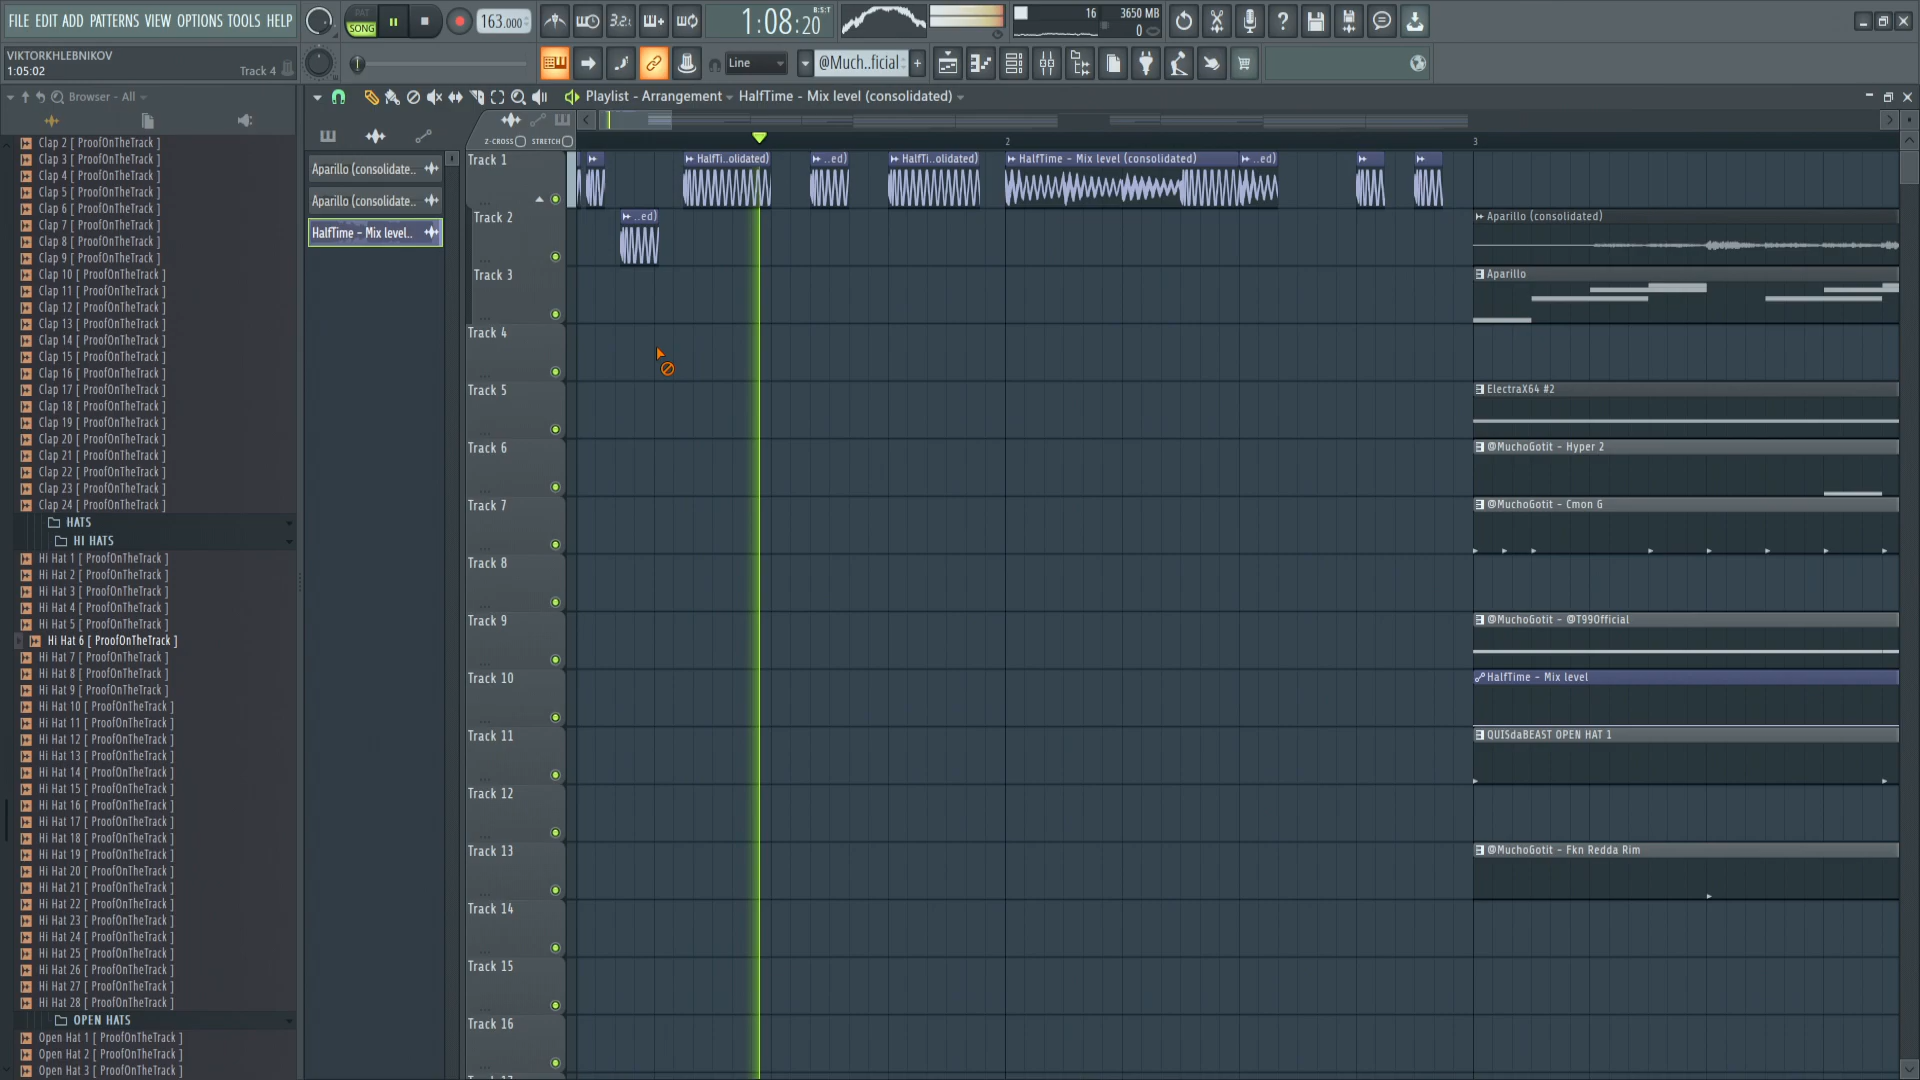 FILE EDIT ADD PATTERNS VIEW OPTIONS TOOLS HELP
PAT
SONG
163.000
3.2.
1:08:20
B:S:T
16
3650 MB
0
VIKTORKHLEBNIKOV
1:05:02
Track 4
Line
@Much..ficial
Browser - All
Playlist - Arrangement
HalfTime - Mix level (consolidated)
Z-CROSS
STRETCH
2
3
Clap 2 [ ProofOnTheTrack ]
Clap 3 [ ProofOnTheTrack ]
Clap 4 [ ProofOnTheTrack ]
Clap 5 [ ProofOnTheTrack ]
Clap 6 [ ProofOnTheTrack ]
Clap 7 [ ProofOnTheTrack ]
Clap 8 [ ProofOnTheTrack ]
Clap 9 [ ProofOnTheTrack ]
Clap 10 [ ProofOnTheTrack ]
Clap 11 [ ProofOnTheTrack ]
Clap 12 [ ProofOnTheTrack ]
Clap 13 [ ProofOnTheTrack ]
Clap 14 [ ProofOnTheTrack ]
Clap 15 [ ProofOnTheTrack ]
Clap 16 [ ProofOnTheTrack ]
Clap 17 [ ProofOnTheTrack ]
Clap 18 [ ProofOnTheTrack ]
Clap 19 [ ProofOnTheTrack ]
Clap 20 [ ProofOnTheTrack ]
Clap 21 [ ProofOnTheTrack ]
Clap 22 [ ProofOnTheTrack ]
Clap 23 [ ProofOnTheTrack ]
Clap 24 [ ProofOnTheTrack ]
HATS
HI HATS
Hi Hat 1 [ ProofOnTheTrack ]
Hi Hat 2 [ ProofOnTheTrack ]
Hi Hat 3 [ ProofOnTheTrack ]
Hi Hat 4 [ ProofOnTheTrack ]
Hi Hat 5 [ ProofOnTheTrack ]
Hi Hat 6 [ ProofOnTheTrack ]
Hi Hat 7 [ ProofOnTheTrack ]
Hi Hat 8 [ ProofOnTheTrack ]
Hi Hat 9 [ ProofOnTheTrack ]
Hi Hat 10 [ ProofOnTheTrack ]
Hi Hat 11 [ ProofOnTheTrack ]
Hi Hat 12 [ ProofOnTheTrack ]
Hi Hat 13 [ ProofOnTheTrack ]
Hi Hat 14 [ ProofOnTheTrack ]
Hi Hat 15 [ ProofOnTheTrack ]
Hi Hat 16 [ ProofOnTheTrack ]
Hi Hat 17 [ ProofOnTheTrack ]
Hi Hat 18 [ ProofOnTheTrack ]
Hi Hat 19 [ ProofOnTheTrack ]
Hi Hat 20 [ ProofOnTheTrack ]
Hi Hat 21 [ ProofOnTheTrack ]
Hi Hat 22 [ ProofOnTheTrack ]
Hi Hat 23 [ ProofOnTheTrack ]
Hi Hat 24 [ ProofOnTheTrack ]
Hi Hat 25 [ ProofOnTheTrack ]
Hi Hat 26 [ ProofOnTheTrack ]
Hi Hat 27 [ ProofOnTheTrack ]
Hi Hat 28 [ ProofOnTheTrack ]
OPEN HATS
Open Hat 1 [ ProofOnTheTrack ]
Open Hat 2 [ ProofOnTheTrack ]
Open Hat 3 [ ProofOnTheTrack ]
Aparillo (consolidate..
Aparillo (consolidate..
HalfTime - Mix level..
Track 1
HalfTi..olidated)
..ed)
HalfTi..olidated)
HalfTime - Mix level (consolidated)
..ed)
Track 2
..ed)
Aparillo (consolidated)
Track 3
Aparillo
Track 4
Track 5
ElectraX64 #2
Track 6
@MuchoGotit - Hyper 2
Track 7
@MuchoGotit - Cmon G
Track 8
Track 9
@MuchoGotit - @T99Official
Track 10
HalfTime - Mix level
Track 11
QUISdaBEAST OPEN HAT 1
Track 12
Track 13
@MuchoGotit - Fkn Redda Rim
Track 14
Track 15
Track 16